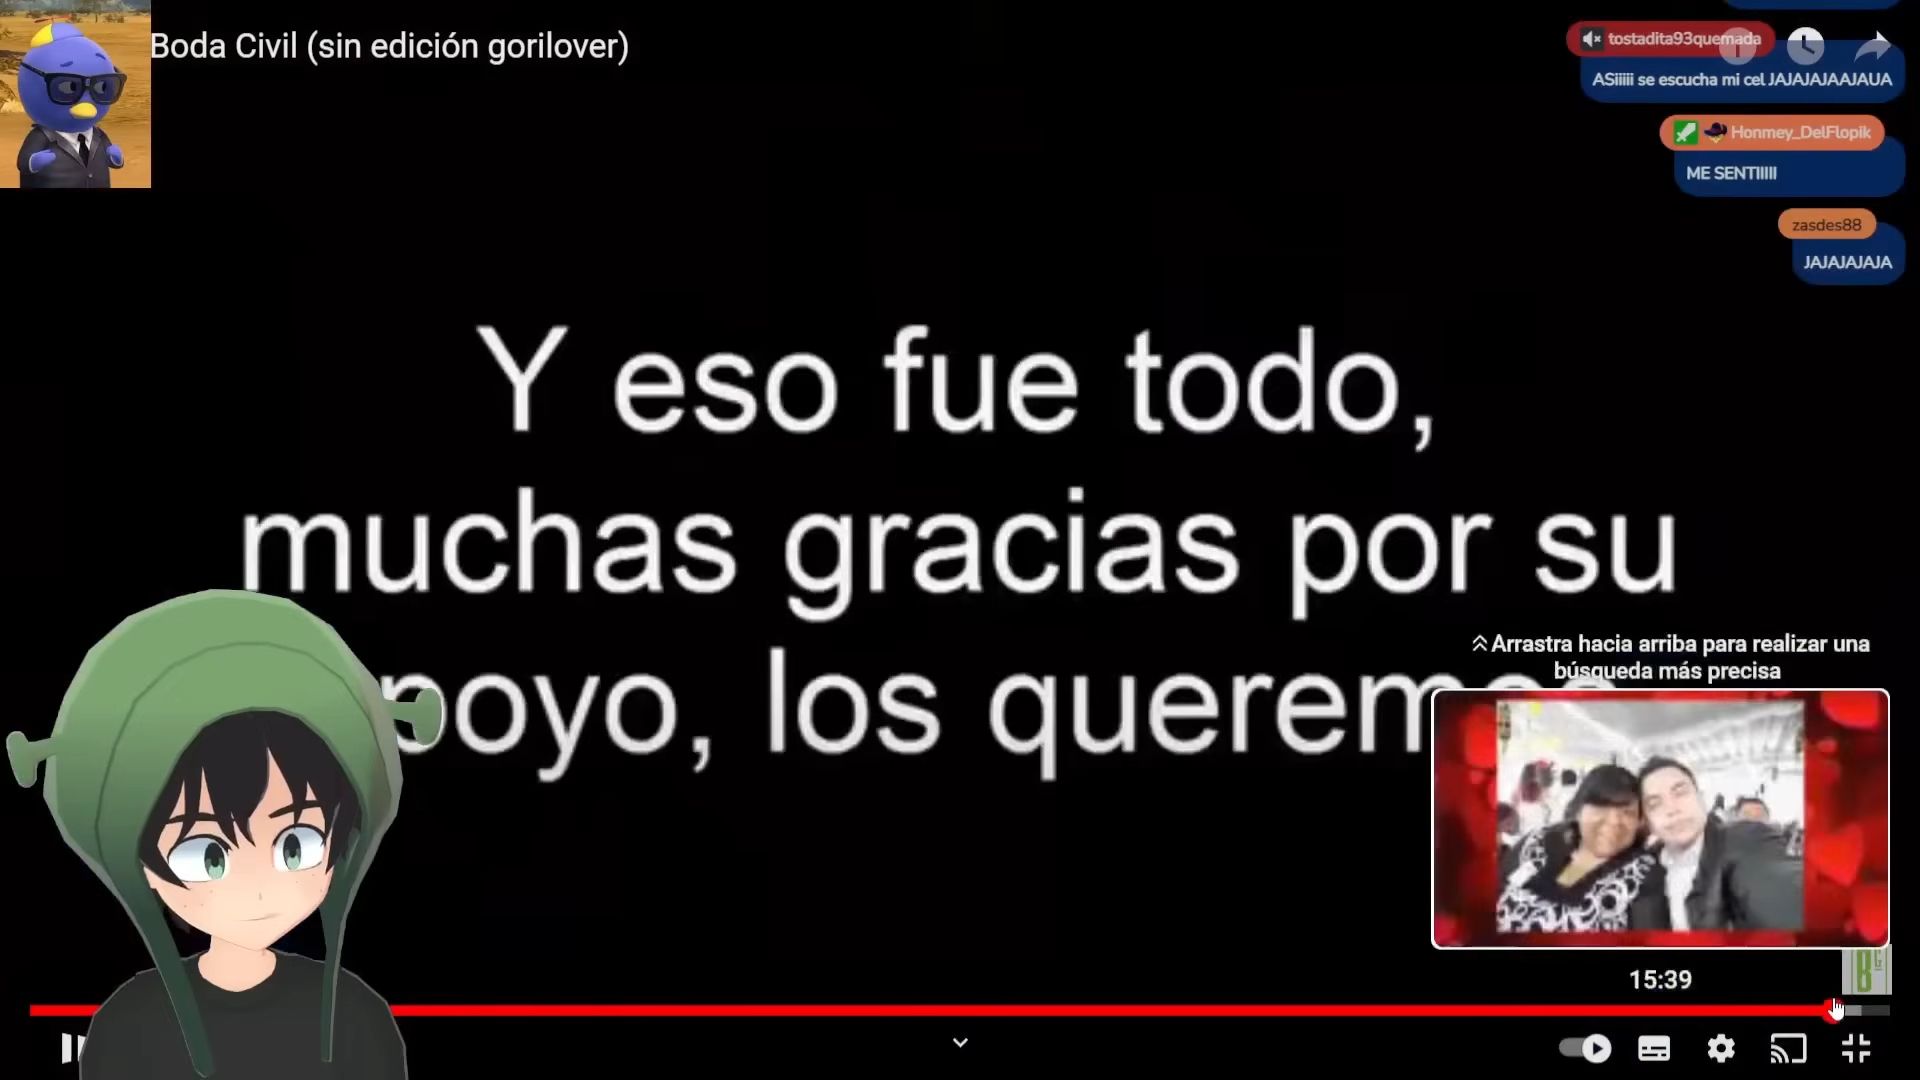 Boda Civil (sin edición gorilover)
tostadita93quemada
ASiiiii se escucha mi cel JAJAJAJAAJAUA
Honmey_DelFlopik
ME SENTIIIII
zasdes88
JAJAJAJAJA
Y eso fue todo,
muchas gracias por su
poyo, los querem
Arrastra hacia arriba para realizar una
búsqueda más precisa
15:39